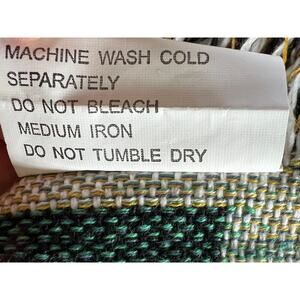 MACHINE WASH COLD
SEPARATELY
DO NOT BLEACH
MEDIUM IRON
DO NOT TUMBLE DRY